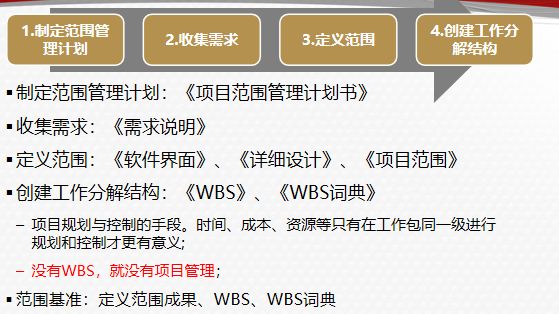 1.制定范围管
理计划
2.收集需求
3.定义范围
4.创建工作分
解结构
▪ 制定范围管理计划：《项目范围管理计划书》
▪ 收集需求：《需求说明》
▪ 定义范围：《软件界面》、《详细设计》、《项目范围》
▪ 创建工作分解结构：《WBS》、《WBS词典》
– 项目规划与控制的手段。时间、成本、资源等只有在工作包同一级进行
规划和控制才更有意义;
– 没有WBS，就没有项目管理;
▪ 范围基准：定义范围成果、WBS、WBS词典